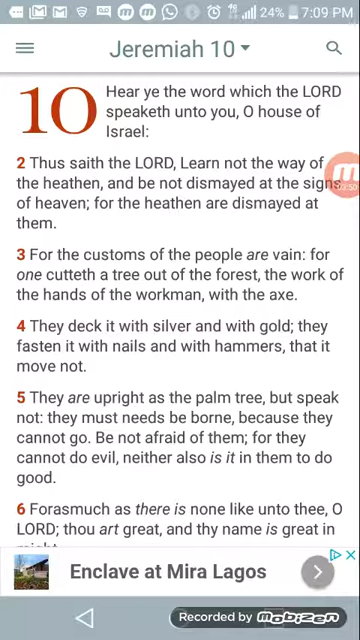 4G 24% 7:09 PM
Jeremiah 10
10 Hear ye the word which the LORD
speaketh unto you, O house of
Israel:
2 Thus saith the LORD, Learn not the way of
the heathen, and be not dismayed at the signs
of heaven; for the heathen are dismayed at
them.
3 For the customs of the people are vain: for
one cutteth a tree out of the forest, the work of
the hands of the workman, with the axe.
4 They deck it with silver and with gold; they
fasten it with nails and with hammers, that it
move not.
5 They are upright as the palm tree, but speak
not: they must needs be borne, because they
cannot go. Be not afraid of them; for they
cannot do evil, neither also is it in them to do
good.
6 Forasmuch as there is none like unto thee, O
LORD; thou art great, and thy name is great in
might
Enclave at Mira Lagos
Recorded by Mobizen